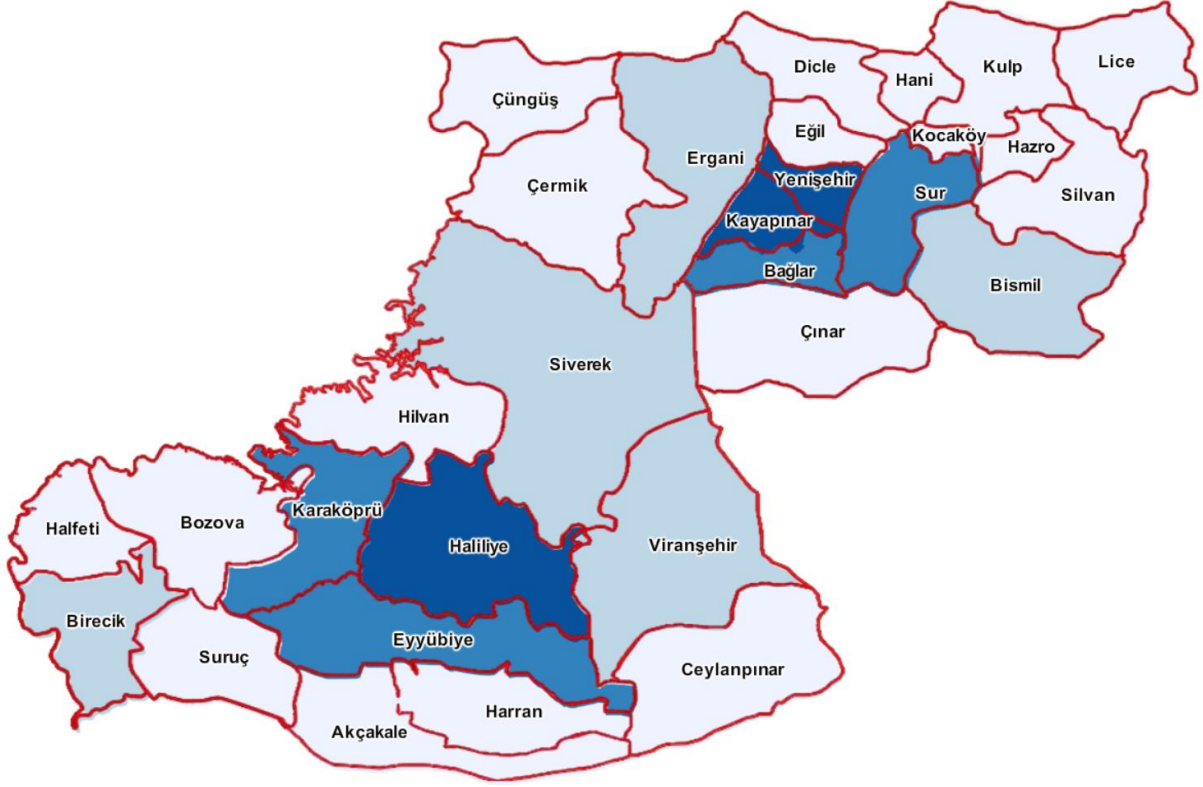 Dicle
Hani
Kulp
Lice
Çüngüş
Eğil
Kocaköy
Hazro
Ergani
Çermik
Yenişehir
Sur
Silvan
Kayapınar
Bağlar
Bismil
Çınar
Siverek
Hilvan
Karaköprü
Bozova
Halfeti
Haliliye
Viranşehir
Birecik
Eyyübiye
Suruç
Ceylanpınar
Harran
Akçakale